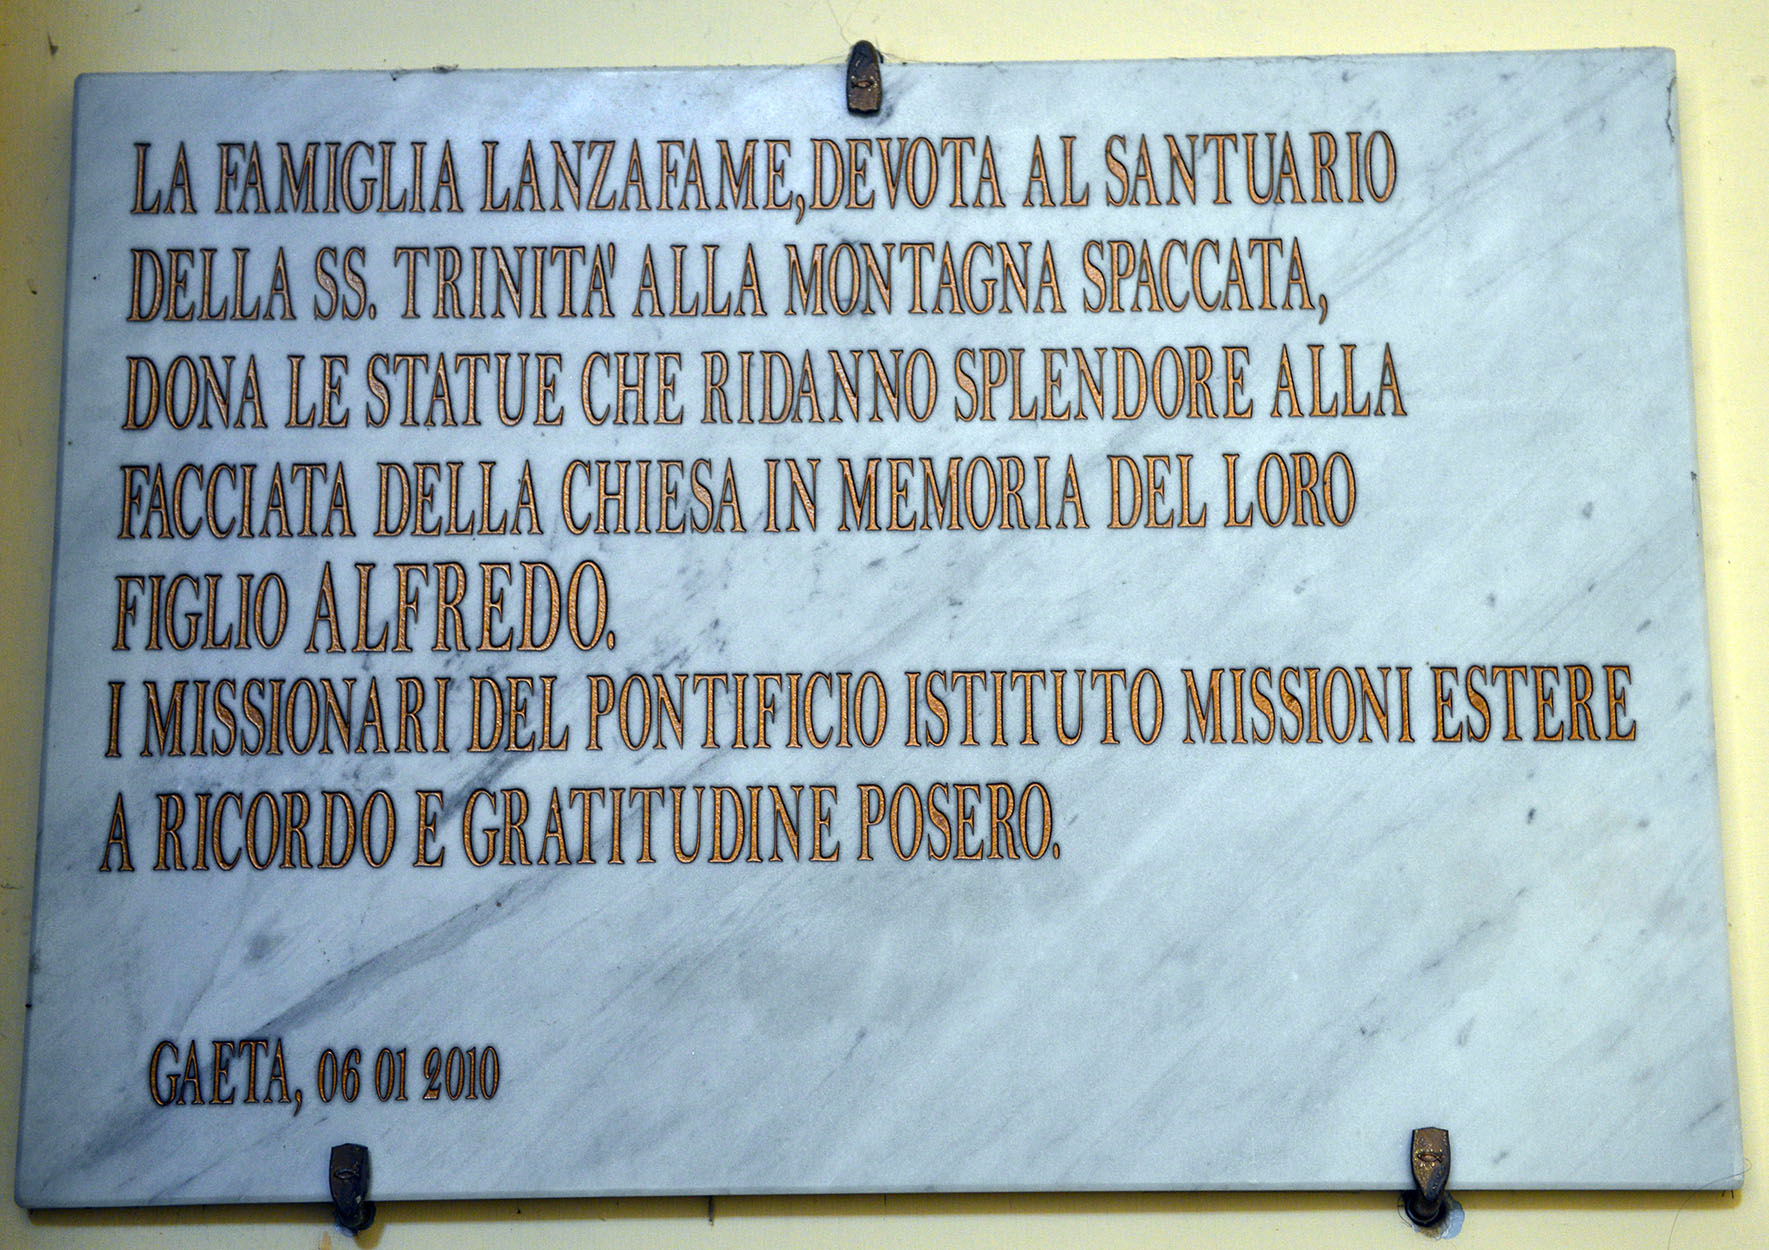 LA FAMIGLIA LANZAFAME, DEVOTA AL SANTUARIO
DELLA SS. TRINITA' ALLA MONTAGNA SPACCATA,
DONA LE STATUE CHE RIDANNO SPLENDORE ALLA
FACCIATA DELLA CHIESA IN MEMORIA DEL LORO
FIGLIO ALFREDO.
I MISSIONARI DEL PONTIFICIO ISTITUTO MISSIONI ESTERE
A RICORDO E GRATITUDINE POSERO.
GAETA, 06 01 2010